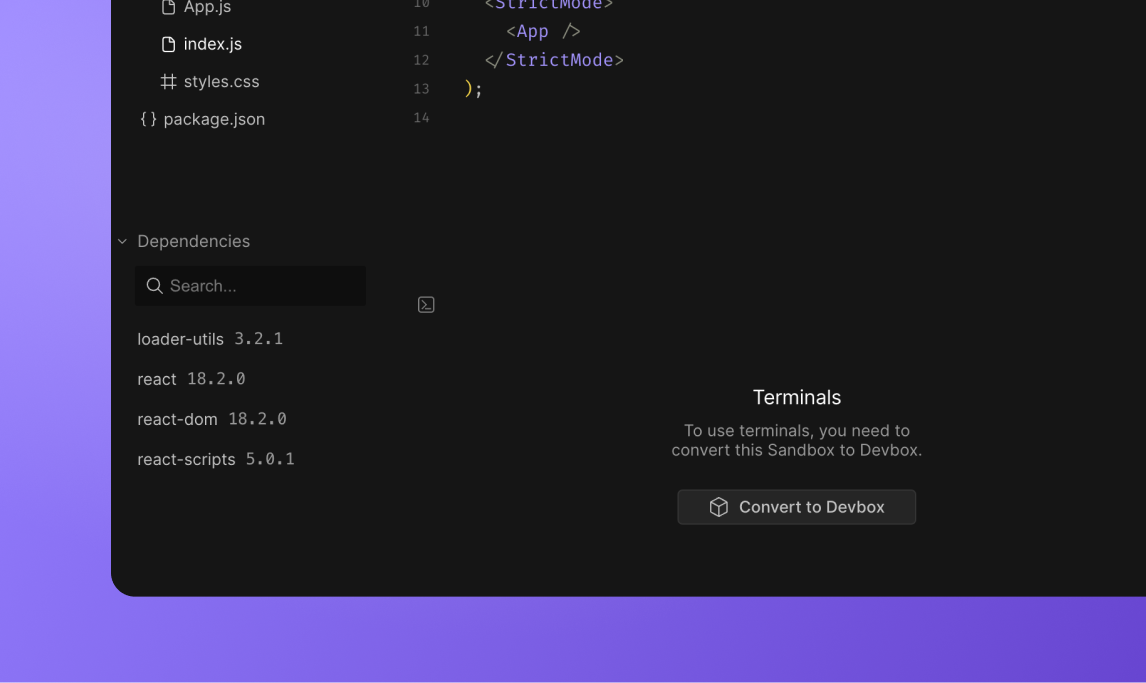 App.js
index.js
styles.css
{ } package.json
Dependencies
Search...
loader-utils 3.2.1
react 18.2.0
react-dom 18.2.0
react-scripts 5.0.1
10 <StrictMode>
11 <App />
12 </StrictMode>
13 );
14
Terminals
To use terminals, you need to
convert this Sandbox to Devbox.
Convert to Devbox